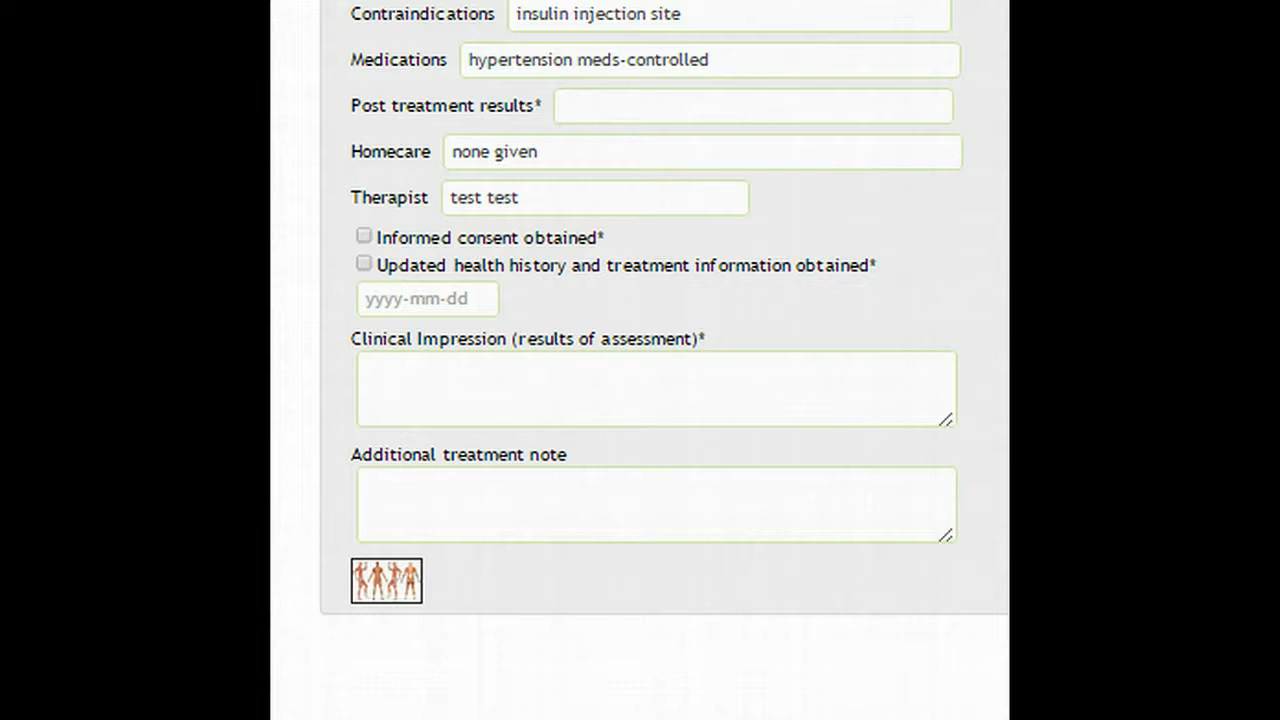 Contraindications insulin injection site
Medications hypertension meds-controlled
Post treatment results*
Homecare none given
Therapist test test
Informed consent obtained*
Updated health history and treatment information obtained*
yyyy-mm-dd
Clinical Impression (results of assessment)*
Additional treatment note